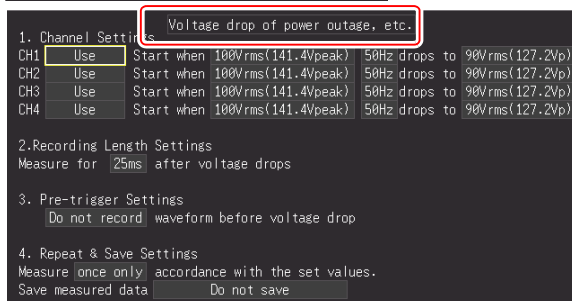 Voltage drop of power outage, etc.
1. Channel Settings
CH1 Use Start when 100Vrms(141.4Vpeak) 50Hz drops to 90Vrms(127.2Vp)
CH2 Use Start when 100Vrms(141.4Vpeak) 50Hz drops to 90Vrms(127.2Vp)
CH3 Use Start when 100Vrms(141.4Vpeak) 50Hz drops to 90Vrms(127.2Vp)
CH4 Use Start when 100Vrms(141.4Vpeak) 50Hz drops to 90Vrms(127.2Vp)
2.Recording Length Settings
Measure for 25ms after voltage drops
3. Pre-trigger Settings
Do not record waveform before voltage drop
4. Repeat & Save Settings
Measure once only accordance with the set values.
Save measured data Do not save